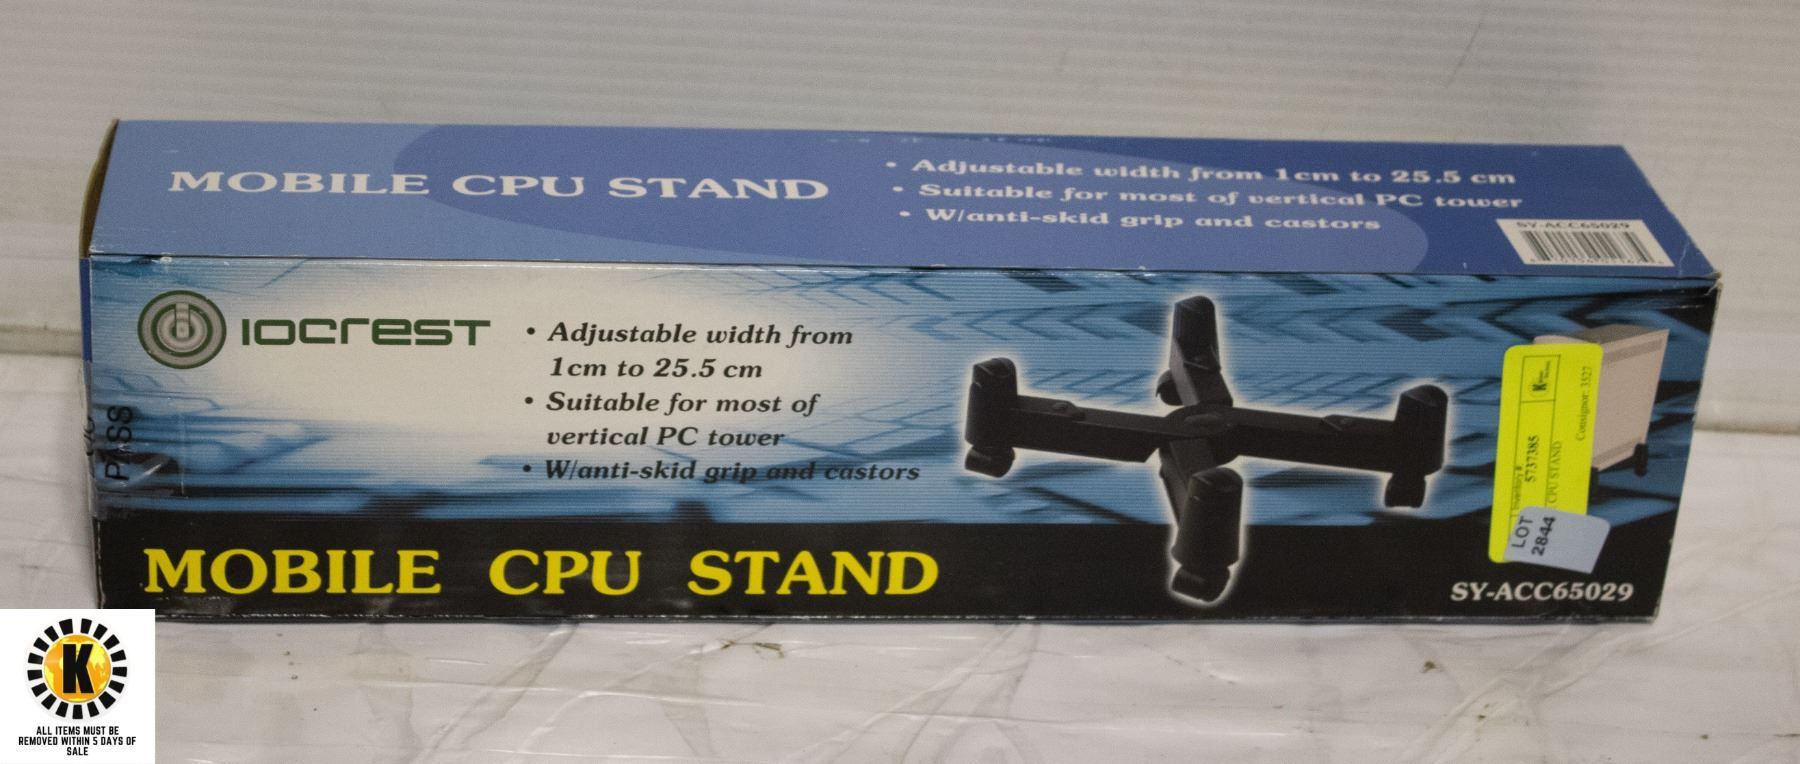 MOBILE CPU STAND
• Adjustable width from 1cm to 25.5 cm
• Suitable for most of vertical PC tower
• W/anti-skid grip and castors
SY-ACC65029
IOCREST
• Adjustable width from
1cm to 25.5 cm
• Suitable for most of
vertical PC tower
• W/anti-skid grip and castors
PASS
MOBILE CPU STAND
SY-ACC65029
K
Consignor: 3527
Inventory #
5737385
CPU STAND
LOT
2844
K
ALL ITEMS MUST BE
REMOVED WITHIN 5 DAYS OF
SALE